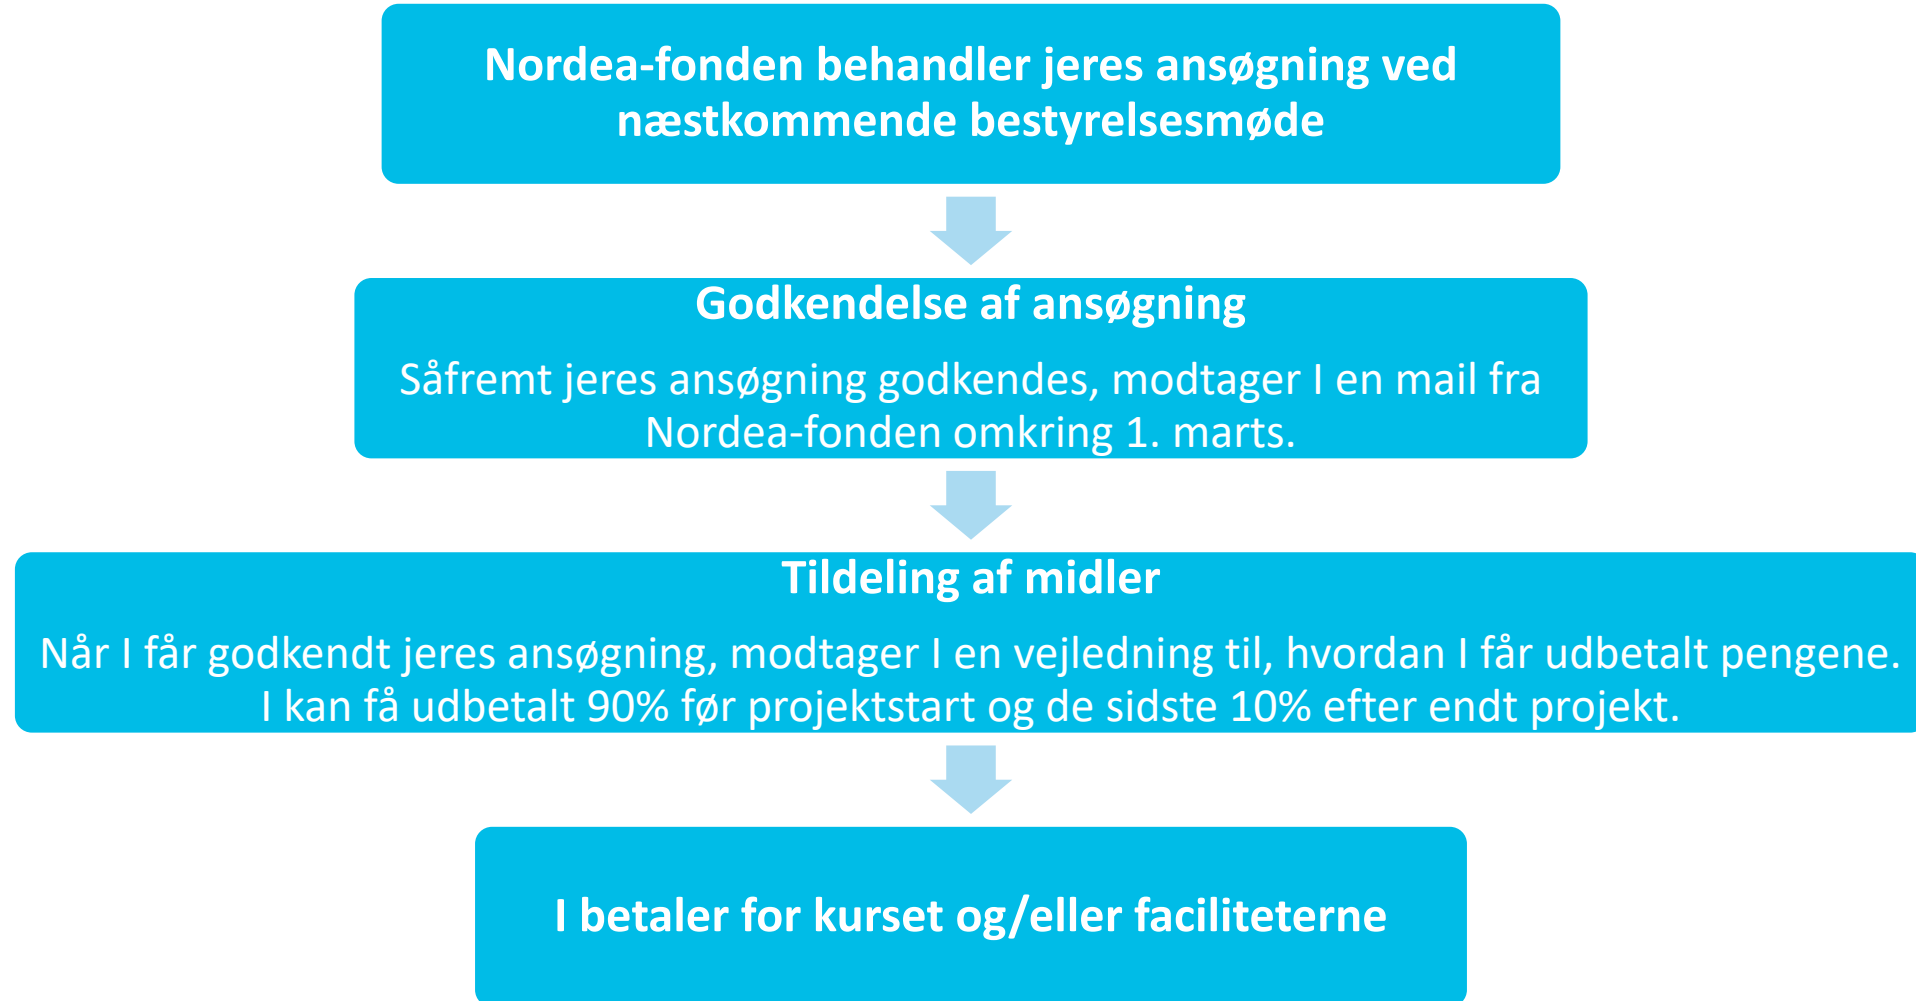 Nordea-fonden behandler jeres ansøgning ved
næstkommende bestyrelsesmøde
Godkendelse af ansøgning
Såfremt jeres ansøgning godkendes, modtager I en mail fra
Nordea-fonden omkring 1. marts.
Tildeling af midler
Når I får godkendt jeres ansøgning, modtager I en vejledning til, hvordan I får udbetalt pengene.
I kan få udbetalt 90% før projektstart og de sidste 10% efter endt projekt.
I betaler for kurset og/eller faciliteterne